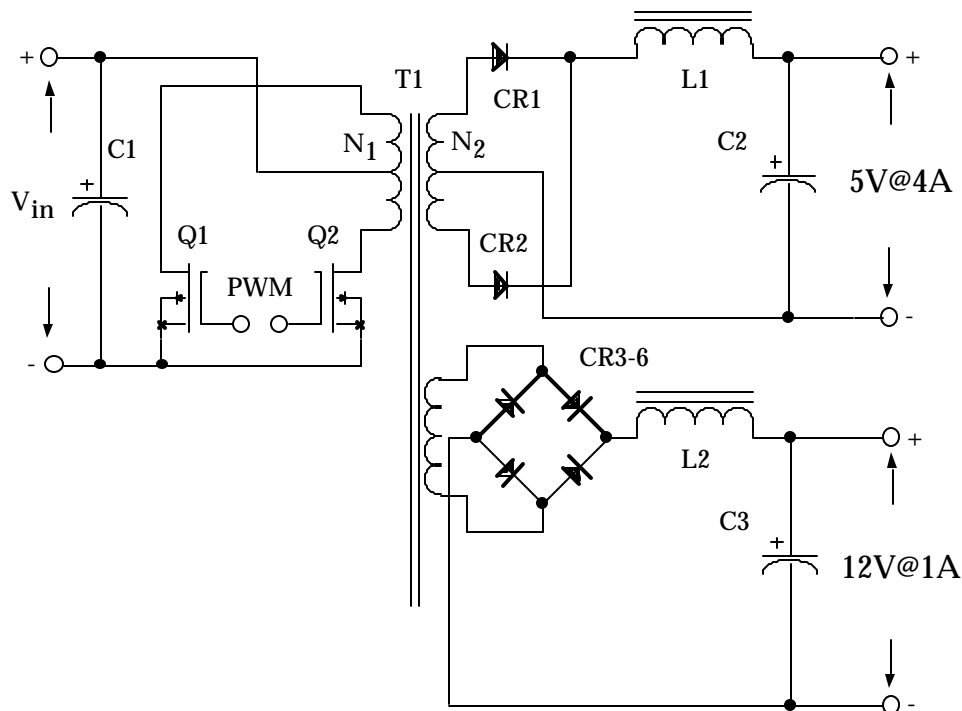 +
T1
CR1
L1
+
C1
N1
N2
C2
+
+
5V@4A
Vin
Q1
Q2
CR2
PWM
-
-
CR3-6
L2
+
C3
+
12V@1A
-